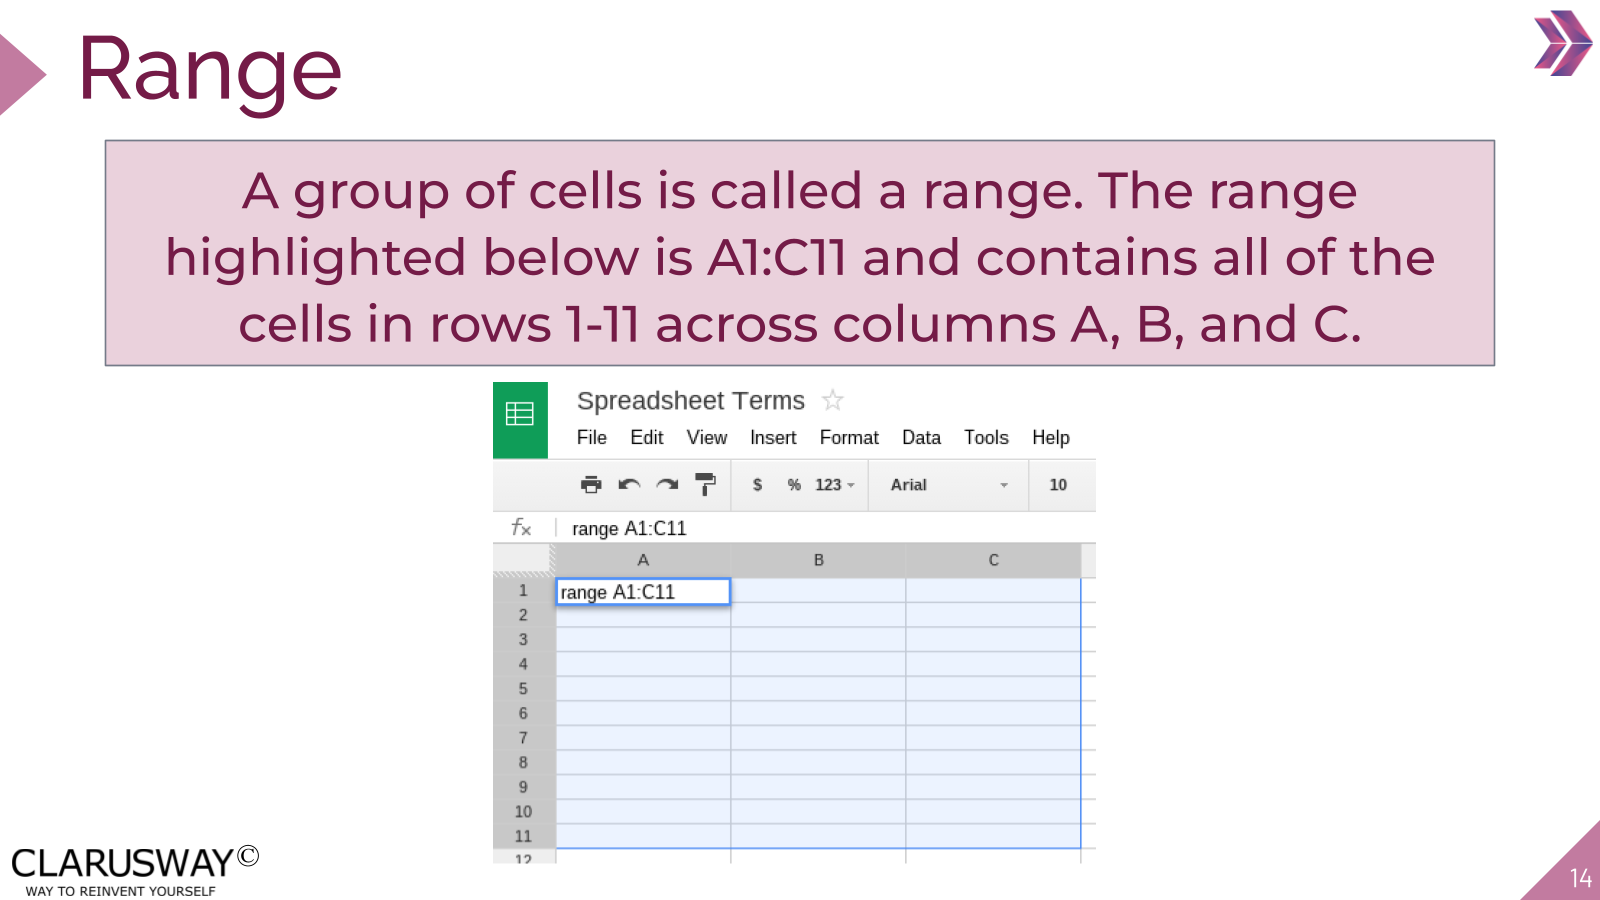 Range
A group of cells is called a range. The range
highlighted below is A1:C11 and contains all of the
cells in rows 1-11 across columns A, B, and C.
Spreadsheet Terms
File Edit View Insert Format Data Tools Help
$ % 123 Arial 10
fx range A1:C11
A B C
1 range A1:C11
2
3
4
5
6
7
8
9
10
11
12
CLARUSWAY©
WAY TO REINVENT YOURSELF
14